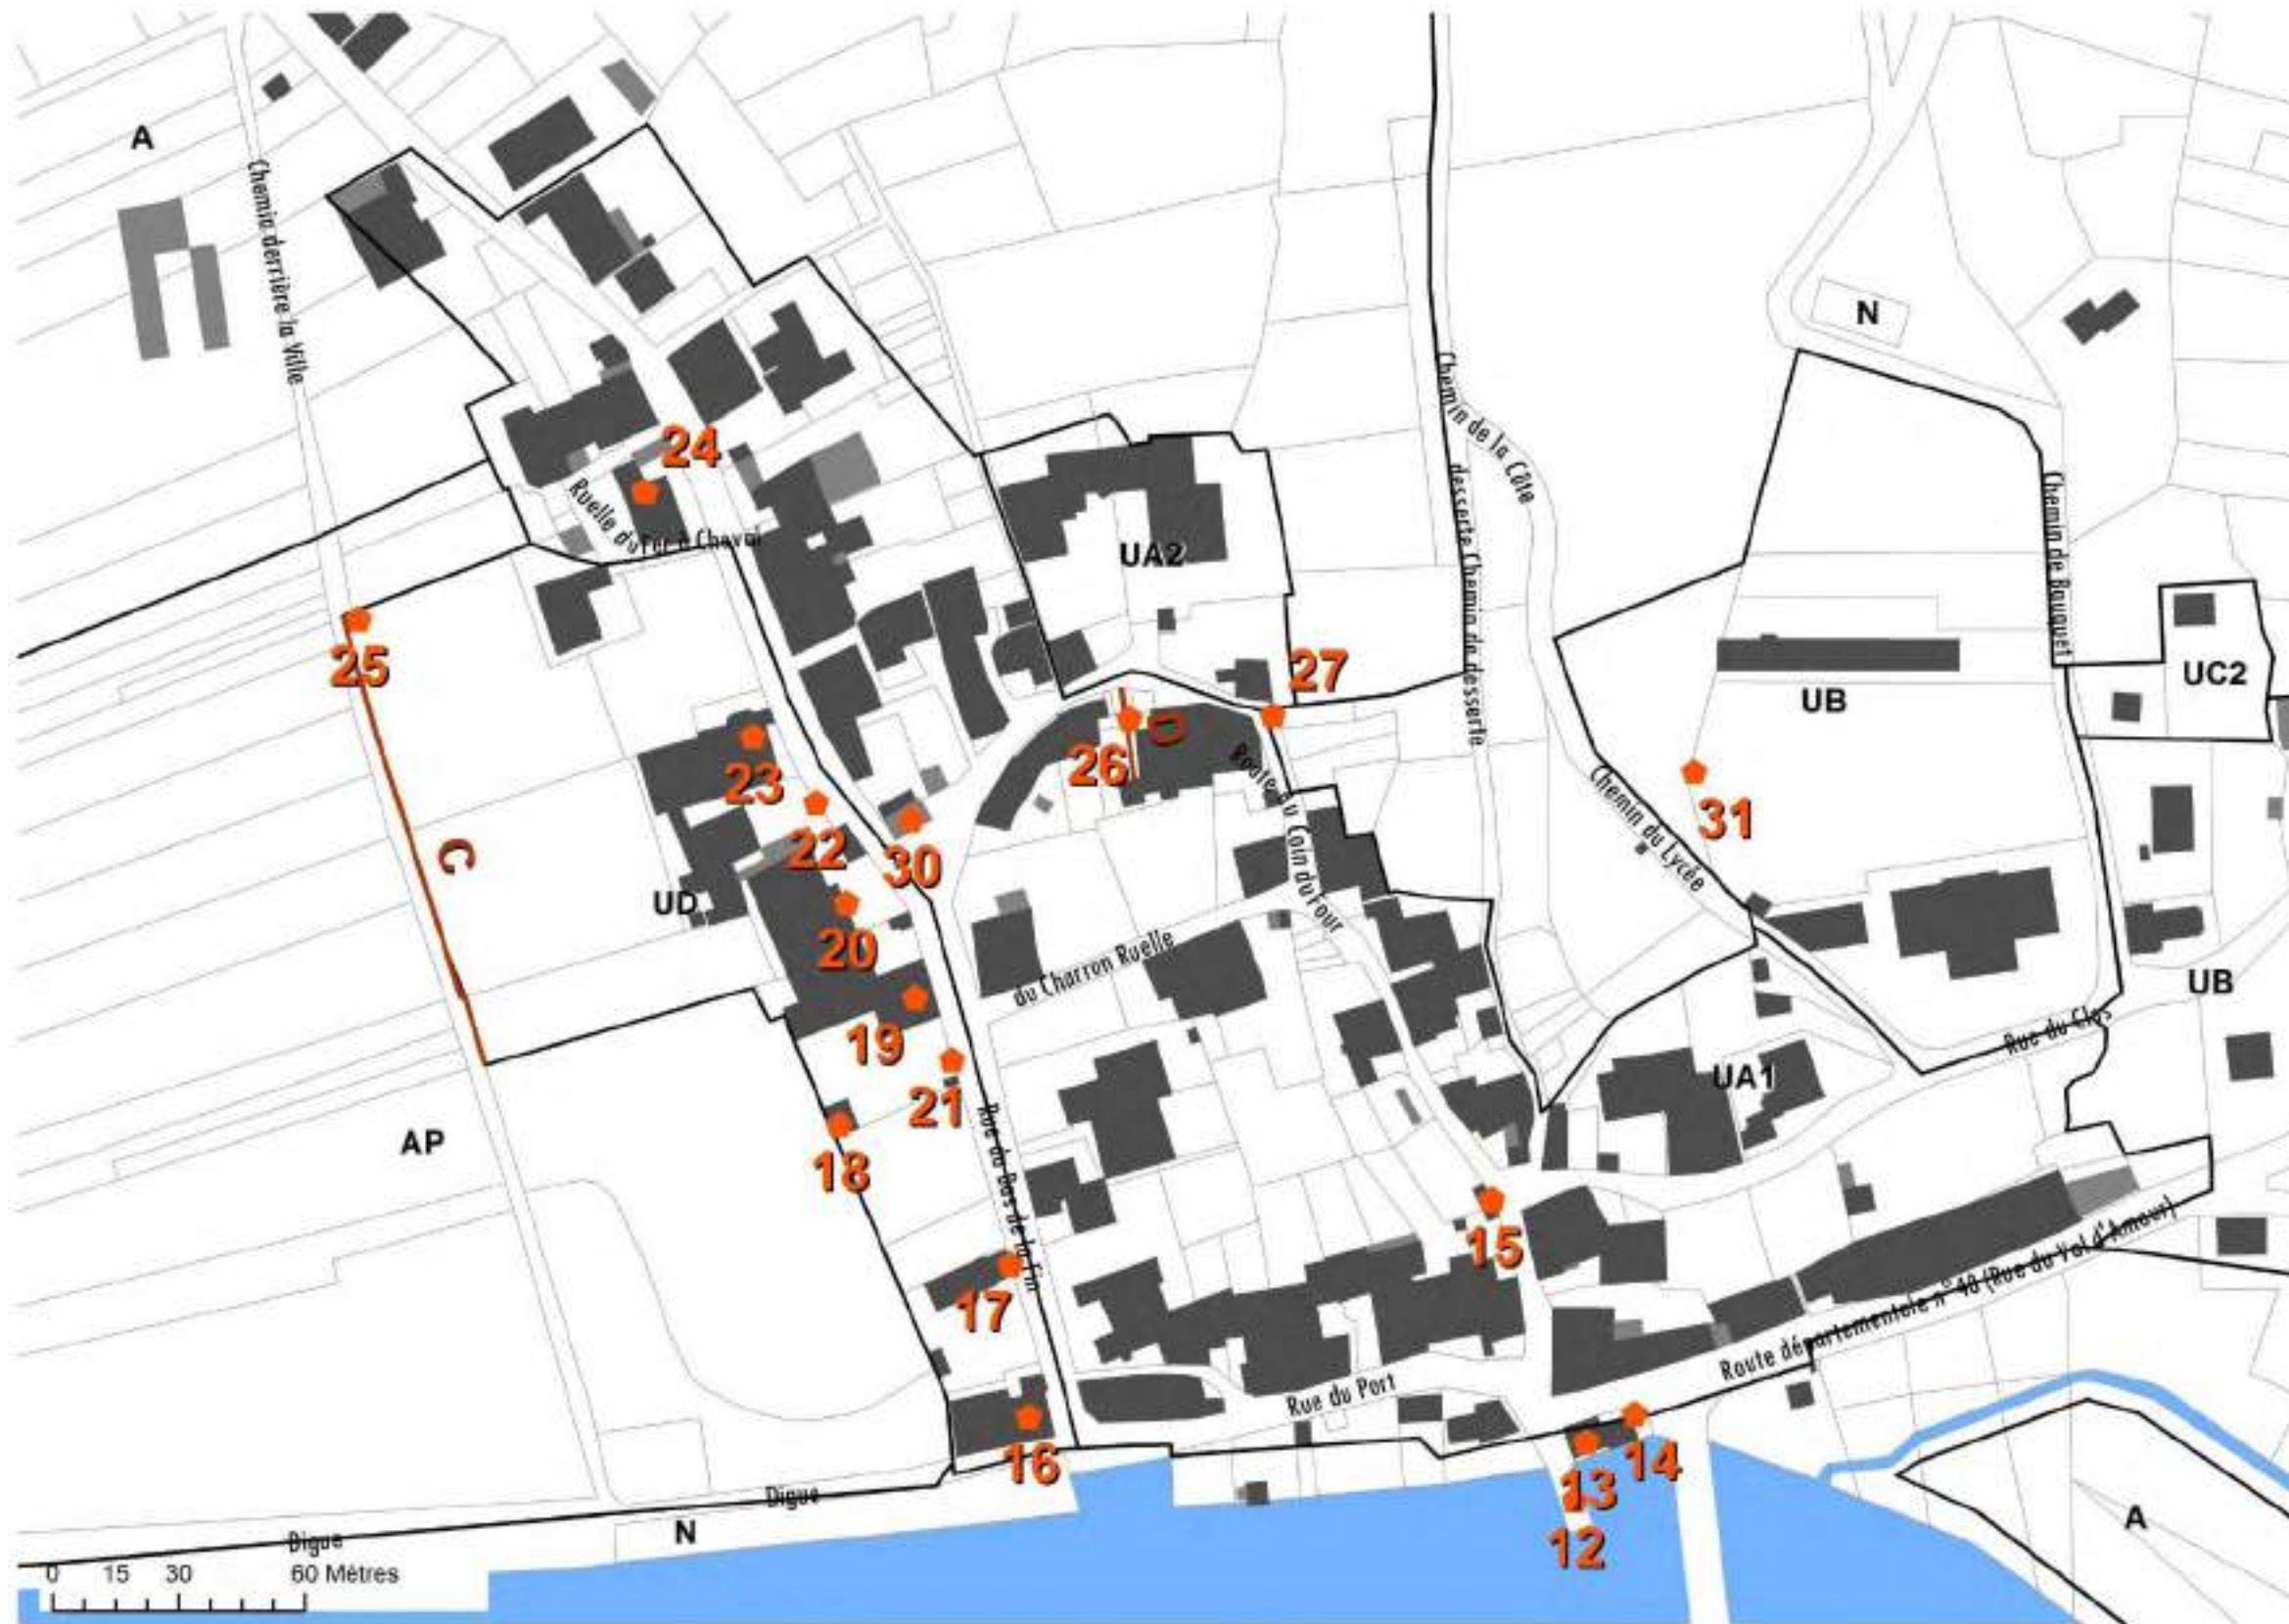 A
Chemin derrière la Ville
N
Chemin de la Côte
24
Ruelle du Fer à Cheval
desserte Chemin de desserte
Chemin de Bauquet
UA2
25
27
UC2
UB
26
D
23
31
Route du Coin du Four
Chemin du Lycée
22
30
C
UD
20
du Charron Ruelle
UB
19
Rue du Clos
21
UA1
AP
18
Rue du Bas de la Fin
15
17
Route départementale n° 40 (Rue du Val d'Amour)
Rue du Port
16
14
13
Digue
N
12
A
Digue
0 15 30 60 Mètres